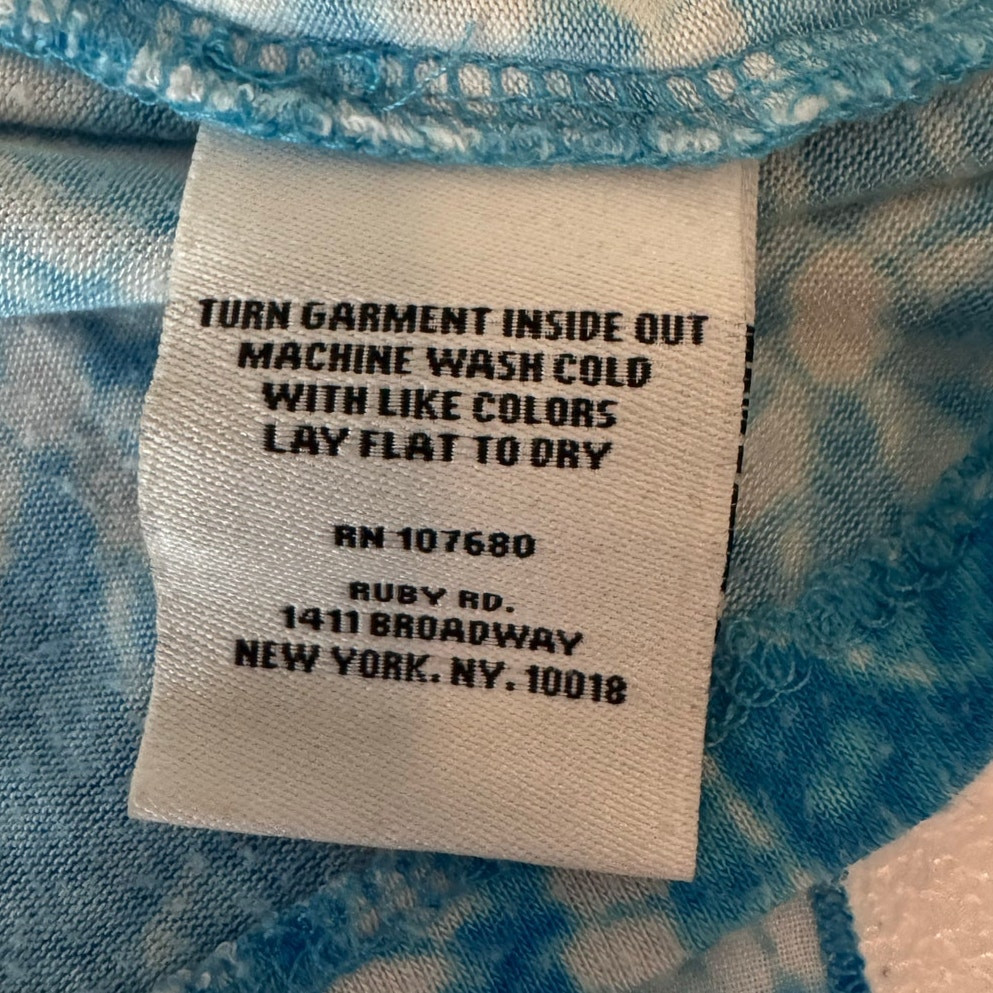 TURN GARMENT INSIDE OUT
MACHINE WASH COLD
WITH LIKE COLORS
LAY FLAT TO DRY
RN 107680
RUBY RD.
1411 BROADWAY
NEW YORK. NY. 10018